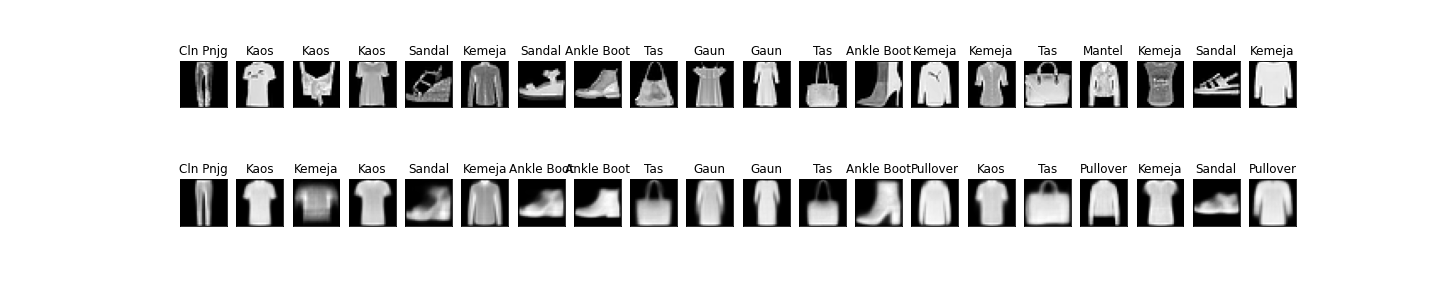 Cln Pnjg Kaos Kaos Kaos Sandal Kemeja Sandal Ankle Boot Tas Gaun Gaun Tas Ankle Boot Kemeja Kemeja Tas Mantel Kemeja Sandal Kemeja
Cln Pnjg Kaos Kemeja Kaos Sandal Kemeja Ankle Boot Ankle Boot Tas Gaun Gaun Tas Ankle Boot Pullover Kaos Tas Pullover Kemeja Sandal Pullover